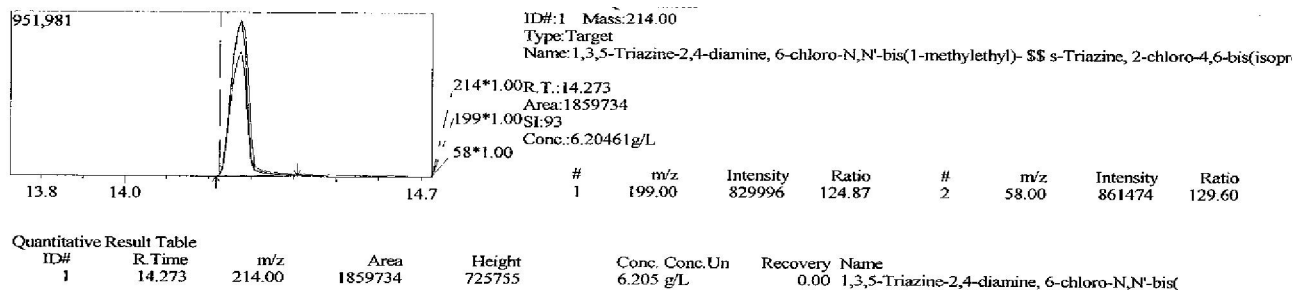 951,981
ID#:1 Mass:214.00
Type:Target
Name:1,3,5-Triazine-2,4-diamine, 6-chloro-N,N'-bis(1-methylethyl)- $$ s-Triazine, 2-chloro-4,6-bis(isopr
214*1.00
R.T.:14.273
Area:1859734
199*1.00
SI:93
Conc.:6.20461g/L
58*1.00
# m/z Intensity Ratio # m/z Intensity Ratio
1 199.00 829996 124.87 2 58.00 861474 129.60
13.8 14.0 14.7
Quantitative Result Table
ID# R.Time m/z Area Height Conc. Conc.Un Recovery Name
1 14.273 214.00 1859734 725755 6.205 g/L 0.00 1,3,5-Triazine-2,4-diamine, 6-chloro-N,N'-bis(